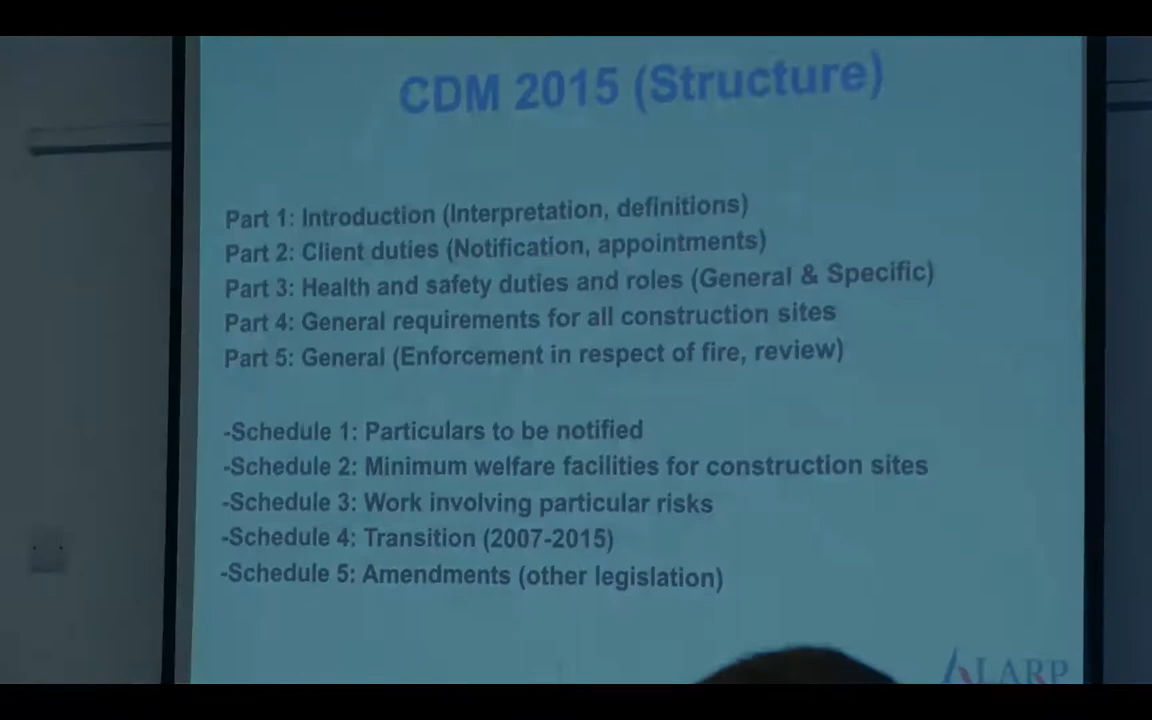 CDM 2015 (Structure)
Part 1: Introduction (Interpretation, definitions)
Part 2: Client duties (Notification, appointments)
Part 3: Health and safety duties and roles (General & Specific)
Part 4: General requirements for all construction sites
Part 5: General (Enforcement in respect of fire, review)
-Schedule 1: Particulars to be notified
-Schedule 2: Minimum welfare facilities for construction sites
-Schedule 3: Work involving particular risks
-Schedule 4: Transition (2007-2015)
-Schedule 5: Amendments (other legislation)
ALARP